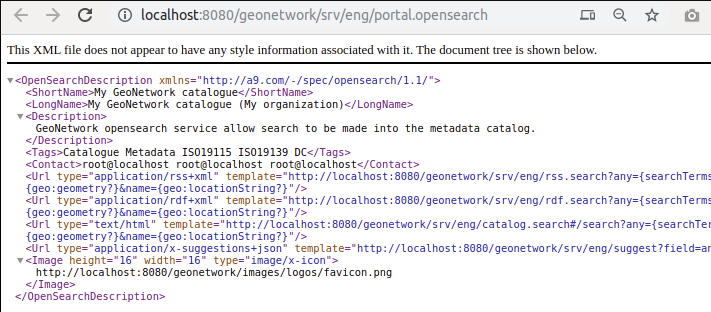 localhost:8080/geonetwork/srv/eng/portal.opensearch
This XML file does not appear to have any style information associated with it. The document tree is shown below.
▼<OpenSearchDescription xmlns="http://a9.com/-/spec/opensearch/1.1/">
<ShortName>My GeoNetwork catalogue</ShortName>
<LongName>My GeoNetwork catalogue (My organization)</LongName>
▼<Description>
GeoNetwork opensearch service allow search to be made into the metadata catalog.
</Description>
<Tags>Catalogue Metadata ISO19115 ISO19139 DC</Tags>
<Contact>root@localhost root@localhost root@localhost</Contact>
<Url type="application/rss+xml" template="http://localhost:8080/geonetwork/srv/eng/rss.search?any={searchTerms
{geo:geometry?}&name={geo:locationString?}"/>
<Url type="application/rdf+xml" template="http://localhost:8080/geonetwork/srv/eng/rdf.search?any={searchTerms
{geo:geometry?}&name={geo:locationString?}"/>
<Url type="text/html" template="http://localhost:8080/geonetwork/srv/eng/catalog.search#/search?any={searchTer
{geo:geometry?}&name={geo:locationString?}"/>
<Url type="application/x-suggestions+json" template="http://localhost:8080/geonetwork/srv/eng/suggest?field=an
▼<Image height="16" width="16" type="image/x-icon">
http://localhost:8080/geonetwork/images/logos/favicon.png
</Image>
</OpenSearchDescription>